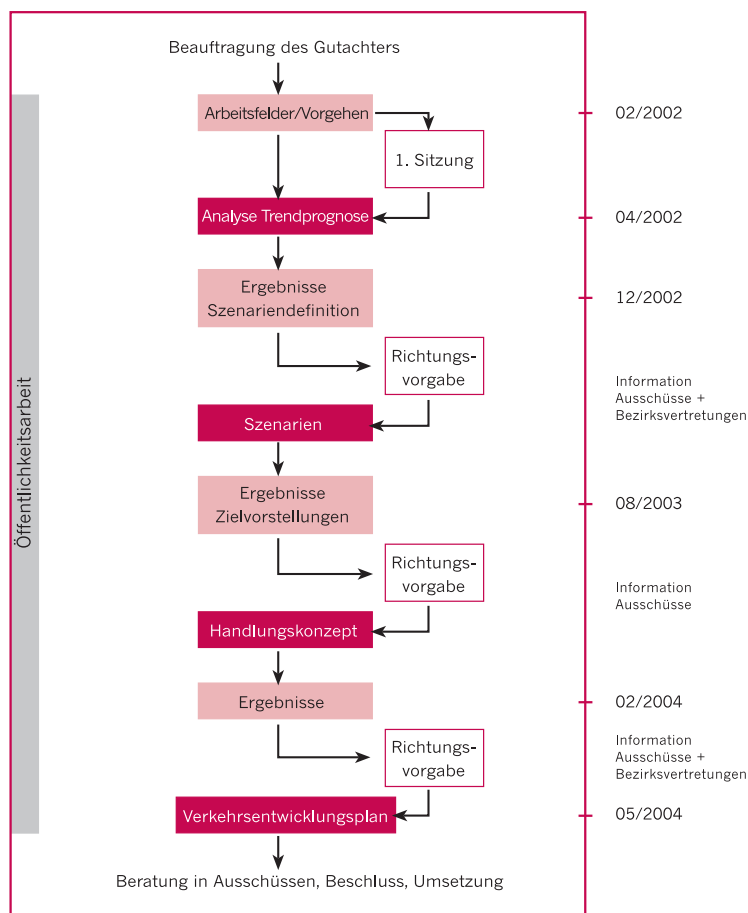 Beauftragung des Gutachters
Arbeitsfelder/Vorgehen
02/2002
1. Sitzung
Analyse Trendprognose
04/2002
Ergebnisse
Szenariendefinition
12/2002
Richtungs-
vorgabe
Information
Ausschüsse +
Bezirksvertretungen
Szenarien
Öffentlichkeitsarbeit
Ergebnisse
Zielvorstellungen
08/2003
Richtungs-
vorgabe
Information
Ausschüsse
Handlungskonzept
Ergebnisse
02/2004
Richtungs-
vorgabe
Information
Ausschüsse +
Bezirksvertretungen
Verkehrsentwicklungsplan
05/2004
Beratung in Ausschüssen, Beschluss, Umsetzung